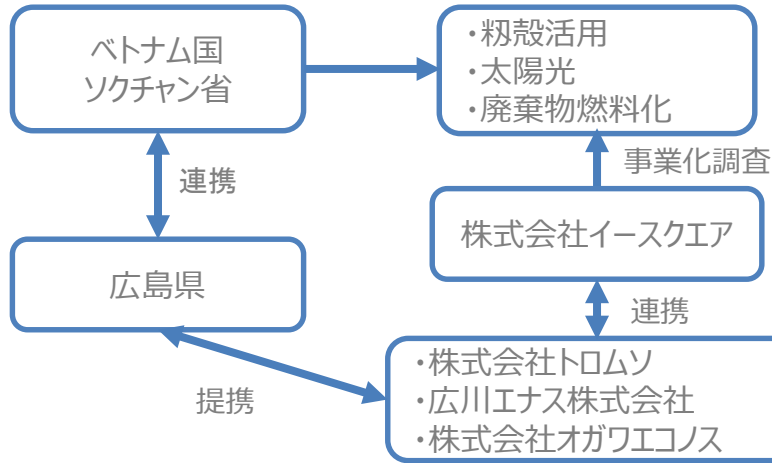 ベトナム国
ソクチャン省
・籾殻活用
・太陽光
・廃棄物燃料化
連携
事業化調査
株式会社イースクエア
広島県
連携
提携
・株式会社トロムソ
・広川エナス株式会社
・株式会社オガワエコノス